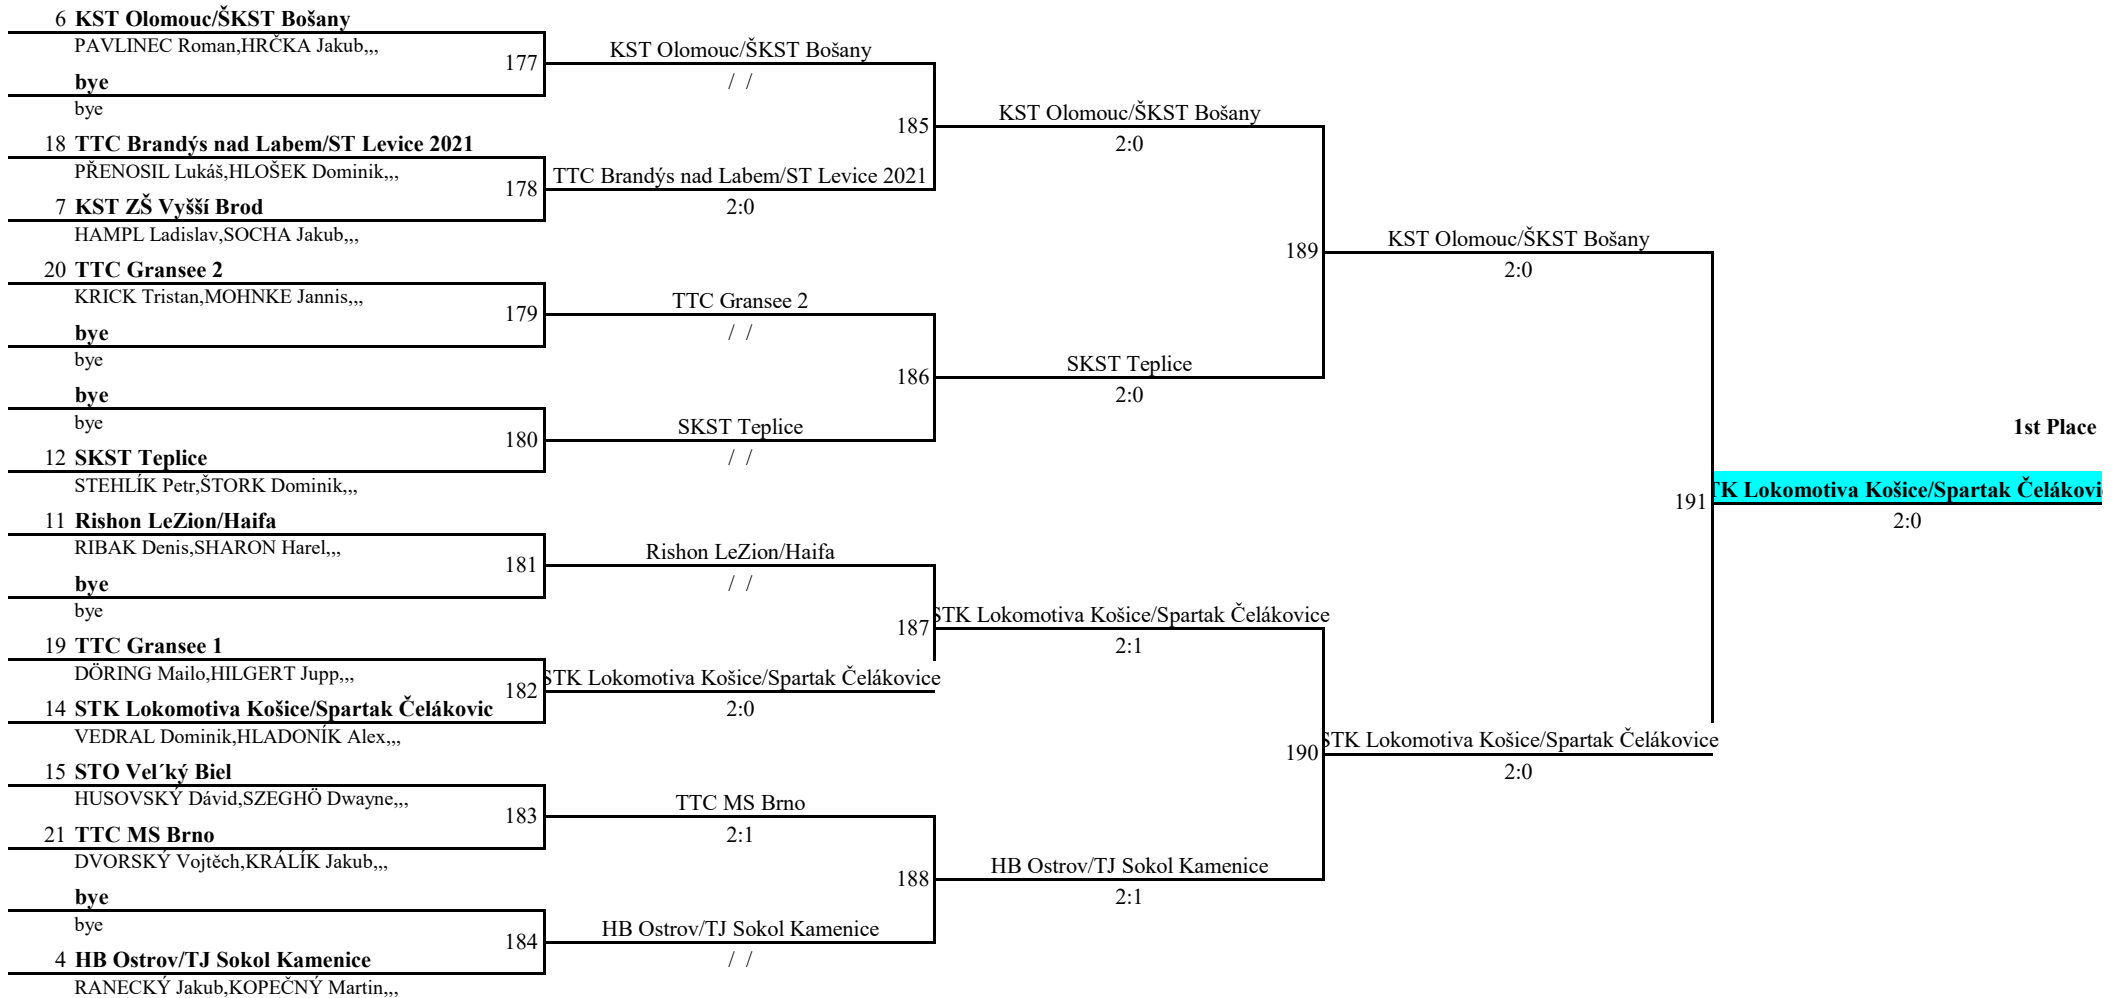 6 KST Olomouc/ŠKST Bošany
PAVLINEC Roman,HRČKA Jakub,,,
177
KST Olomouc/ŠKST Bošany
/ /
bye
bye
185
KST Olomouc/ŠKST Bošany
2:0
18 TTC Brandýs nad Labem/ST Levice 2021
PŘENOSIL Lukáš,HLOŠEK Dominik,,,
178
TTC Brandýs nad Labem/ST Levice 2021
2:0
7 KST ZŠ Vyšší Brod
HAMPL Ladislav,SOCHA Jakub,,,
189
KST Olomouc/ŠKST Bošany
2:0
20 TTC Gransee 2
KRICK Tristan,MOHNKE Jannis,,,
179
TTC Gransee 2
/ /
bye
bye
186
SKST Teplice
2:0
bye
bye
180
SKST Teplice
/ /
12 SKST Teplice
STEHLÍK Petr,ŠTORK Dominik,,,
1st Place
191
TK Lokomotiva Košice/Spartak Čelákovi
2:0
11 Rishon LeZion/Haifa
RIBAK Denis,SHARON Harel,,,
181
Rishon LeZion/Haifa
/ /
bye
bye
187
STK Lokomotiva Košice/Spartak Čelákovice
2:1
19 TTC Gransee 1
DÖRING Mailo,HILGERT Jupp,,,
182
STK Lokomotiva Košice/Spartak Čelákovice
2:0
14 STK Lokomotiva Košice/Spartak Čelákovic
VEDRAL Dominik,HLADONÍK Alex,,,
190
STK Lokomotiva Košice/Spartak Čelákovice
2:0
15 STO Vel´ký Biel
HUSOVSKÝ Dávid,SZEGHÖ Dwayne,,,
183
TTC MS Brno
2:1
21 TTC MS Brno
DVORSKÝ Vojtěch,KRÁLÍK Jakub,,,
188
HB Ostrov/TJ Sokol Kamenice
2:1
bye
bye
184
HB Ostrov/TJ Sokol Kamenice
/ /
4 HB Ostrov/TJ Sokol Kamenice
RANECKÝ Jakub,KOPEČNÝ Martin,,,